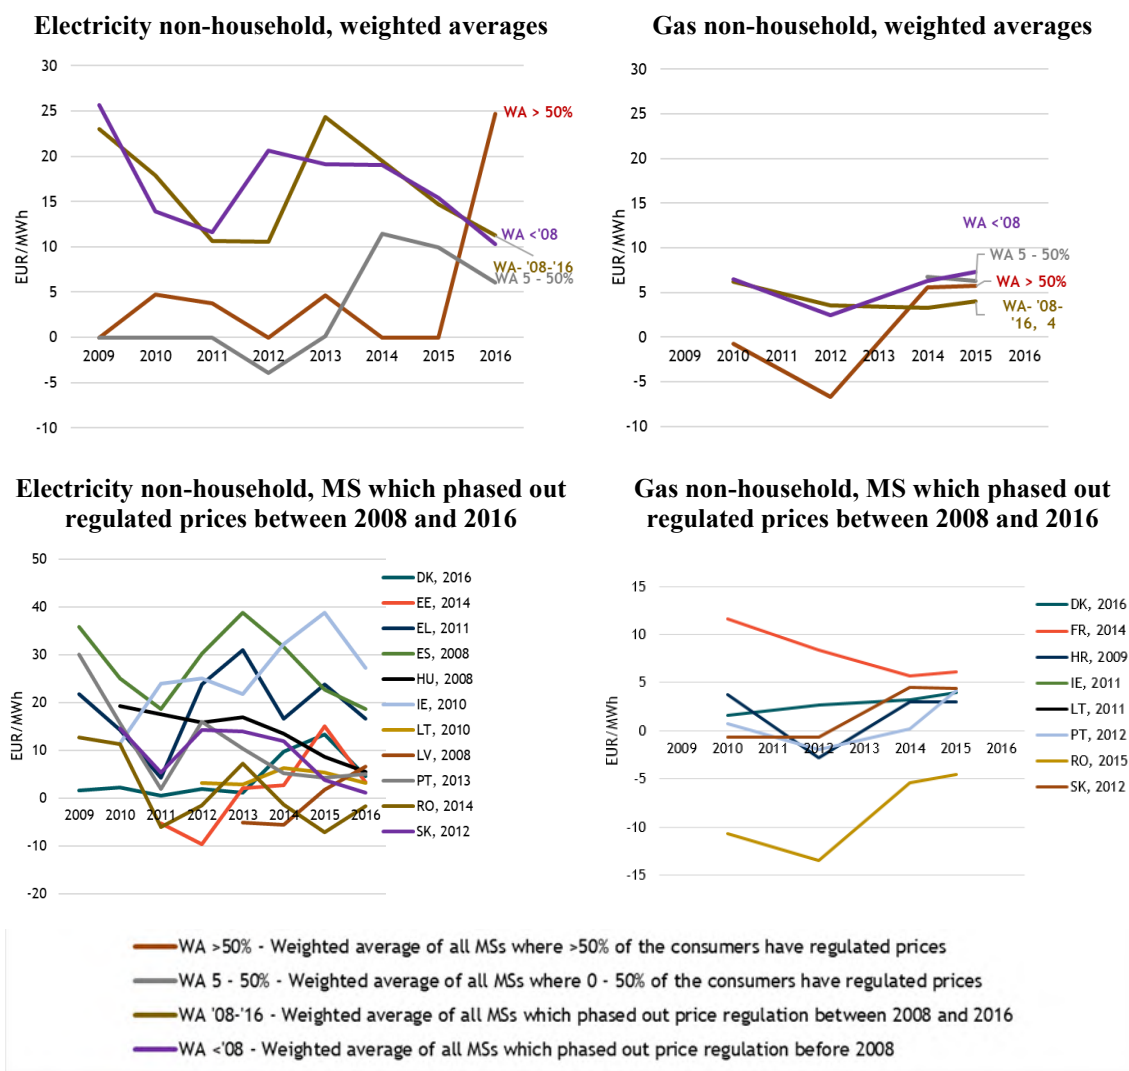 Electricity non-household, weighted averages
30
25
20
15
10
5
0
-5
-10
EUR/MWh
2009 2010 2011 2012 2013 2014 2015 2016
WA > 50%
WA <'08
WA- '08-'16
WA 5 - 50%
Gas non-household, weighted averages
30
25
20
15
10
5
0
-5
-10
EUR/MWh
2009 2010 2011 2012 2013 2014 2015 2016
WA <'08
WA 5 - 50%
WA > 50%
WA- '08-
'16, 4
Electricity non-household, MS which phased out
regulated prices between 2008 and 2016
50
40
30
20
10
0
-10
-20
EUR/MWh
2009 2010 2011 2012 2013 2014 2015 2016
DK, 2016
EE, 2014
EL, 2011
ES, 2008
HU, 2008
IE, 2010
LT, 2010
LV, 2008
PT, 2013
RO, 2014
SK, 2012
Gas non-household, MS which phased out
regulated prices between 2008 and 2016
15
10
5
0
-5
-10
-15
EUR/MWh
2009 2010 2011 2012 2013 2014 2015 2016
DK, 2016
FR, 2014
HR, 2009
IE, 2011
LT, 2011
PT, 2012
RO, 2015
SK, 2012
WA >50% - Weighted average of all MSs where >50% of the consumers have regulated prices
WA 5 - 50% - Weighted average of all MSs where 0 - 50% of the consumers have regulated prices
WA '08-'16 - Weighted average of all MSs which phased out price regulation between 2008 and 2016
WA <'08 - Weighted average of all MSs which phased out price regulation before 2008